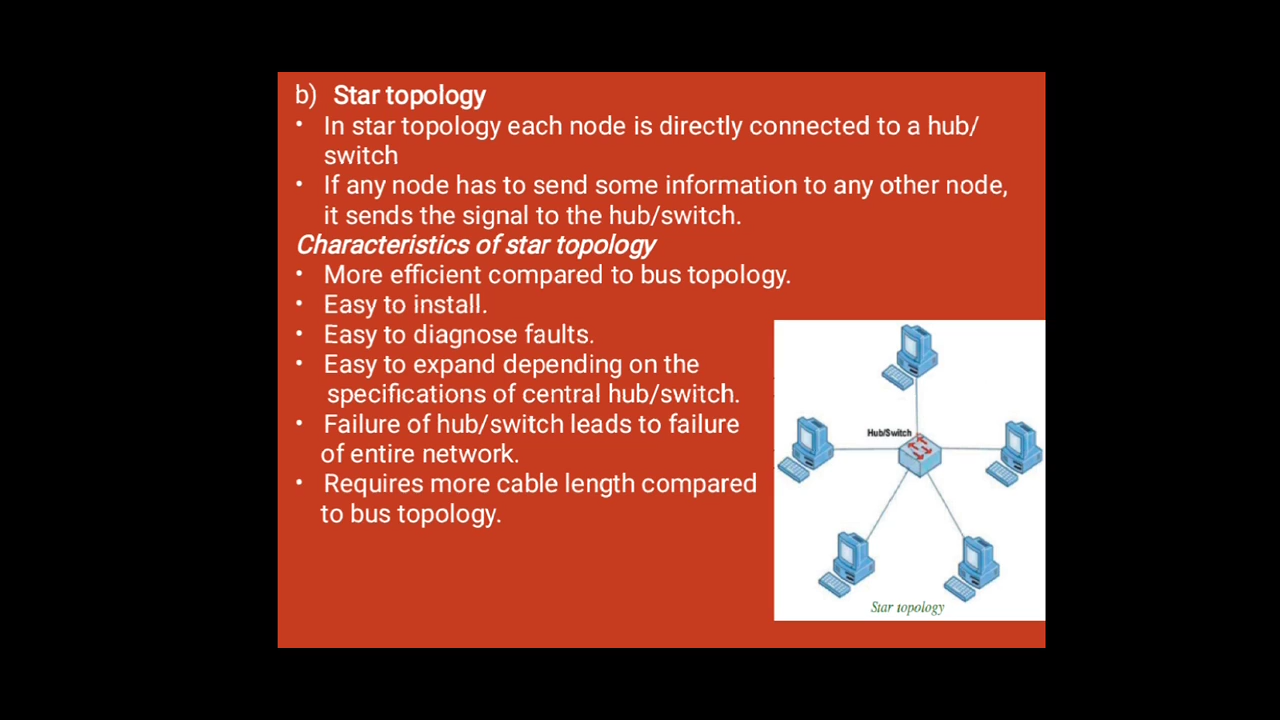 b) Star topology
• In star topology each node is directly connected to a hub/
switch
• If any node has to send some information to any other node,
it sends the signal to the hub/switch.
Characteristics of star topology
• More efficient compared to bus topology.
• Easy to install.
• Easy to diagnose faults.
• Easy to expand depending on the
specifications of central hub/switch.
• Failure of hub/switch leads to failure
of entire network.
• Requires more cable length compared
to bus topology.
Hub/Switch
Star topology